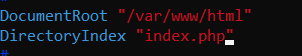 DocumentRoot "/var/www/html"
DirectoryIndex "index.php"
#